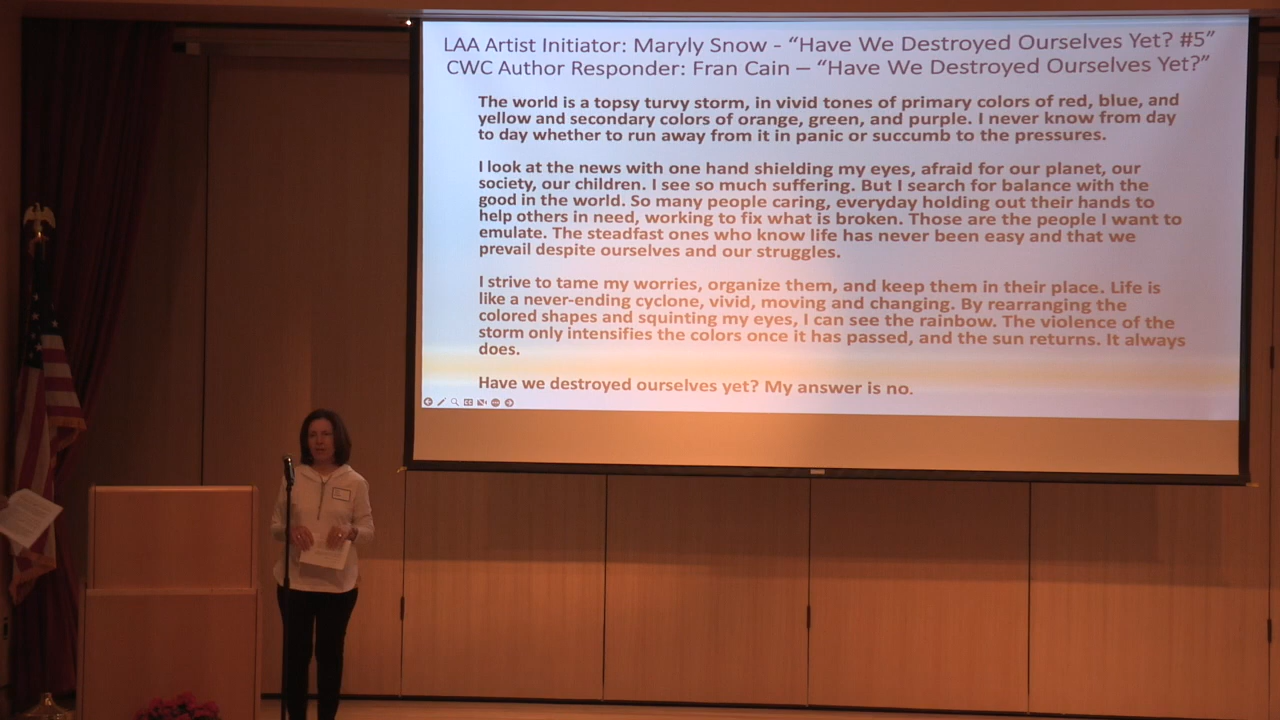 LAA Artist Initiator: Maryly Snow - “Have We Destroyed Ourselves Yet? #5”
CWC Author Responder: Fran Cain – “Have We Destroyed Ourselves Yet?”
The world is a topsy turvy storm, in vivid tones of primary colors of red, blue, and
yellow and secondary colors of orange, green, and purple. I never know from day
to day whether to run away from it in panic or succumb to the pressures.
I look at the news with one hand shielding my eyes, afraid for our planet, our
society, our children. I see so much suffering. But I search for balance with the
good in the world. So many people caring, everyday holding out their hands to
help others in need, working to fix what is broken. Those are the people I want to
emulate. The steadfast ones who know life has never been easy and that we
prevail despite ourselves and our struggles.
I strive to tame my worries, organize them, and keep them in their place. Life is
like a never-ending cyclone, vivid, moving and changing. By rearranging the
colored shapes and squinting my eyes, I can see the rainbow. The violence of the
storm only intensifies the colors once it has passed, and the sun returns. It always
does.
Have we destroyed ourselves yet? My answer is no.